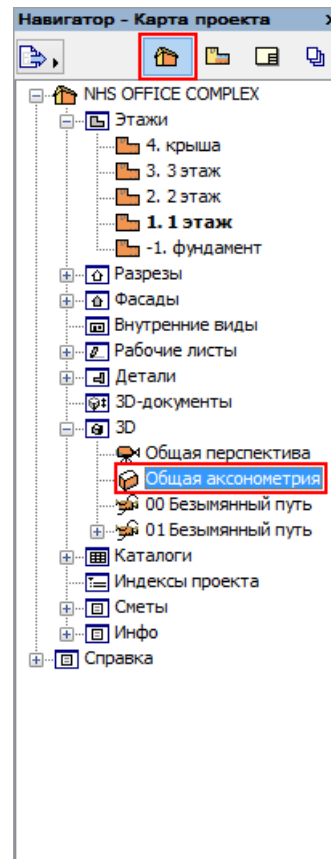 Навигатор - Карта проекта
NHS OFFICE COMPLEX
Этажи
4. крыша
3. 3 этаж
2. 2 этаж
1. 1 этаж
-1. фундамент
Разрезы
Фасады
Внутренние виды
Рабочие листы
Детали
3D-документы
3D
Общая перспектива
Общая аксонометрия
00 Безымянный путь
01 Безымянный путь
Каталоги
Индексы проекта
Сметы
Инфо
Справка